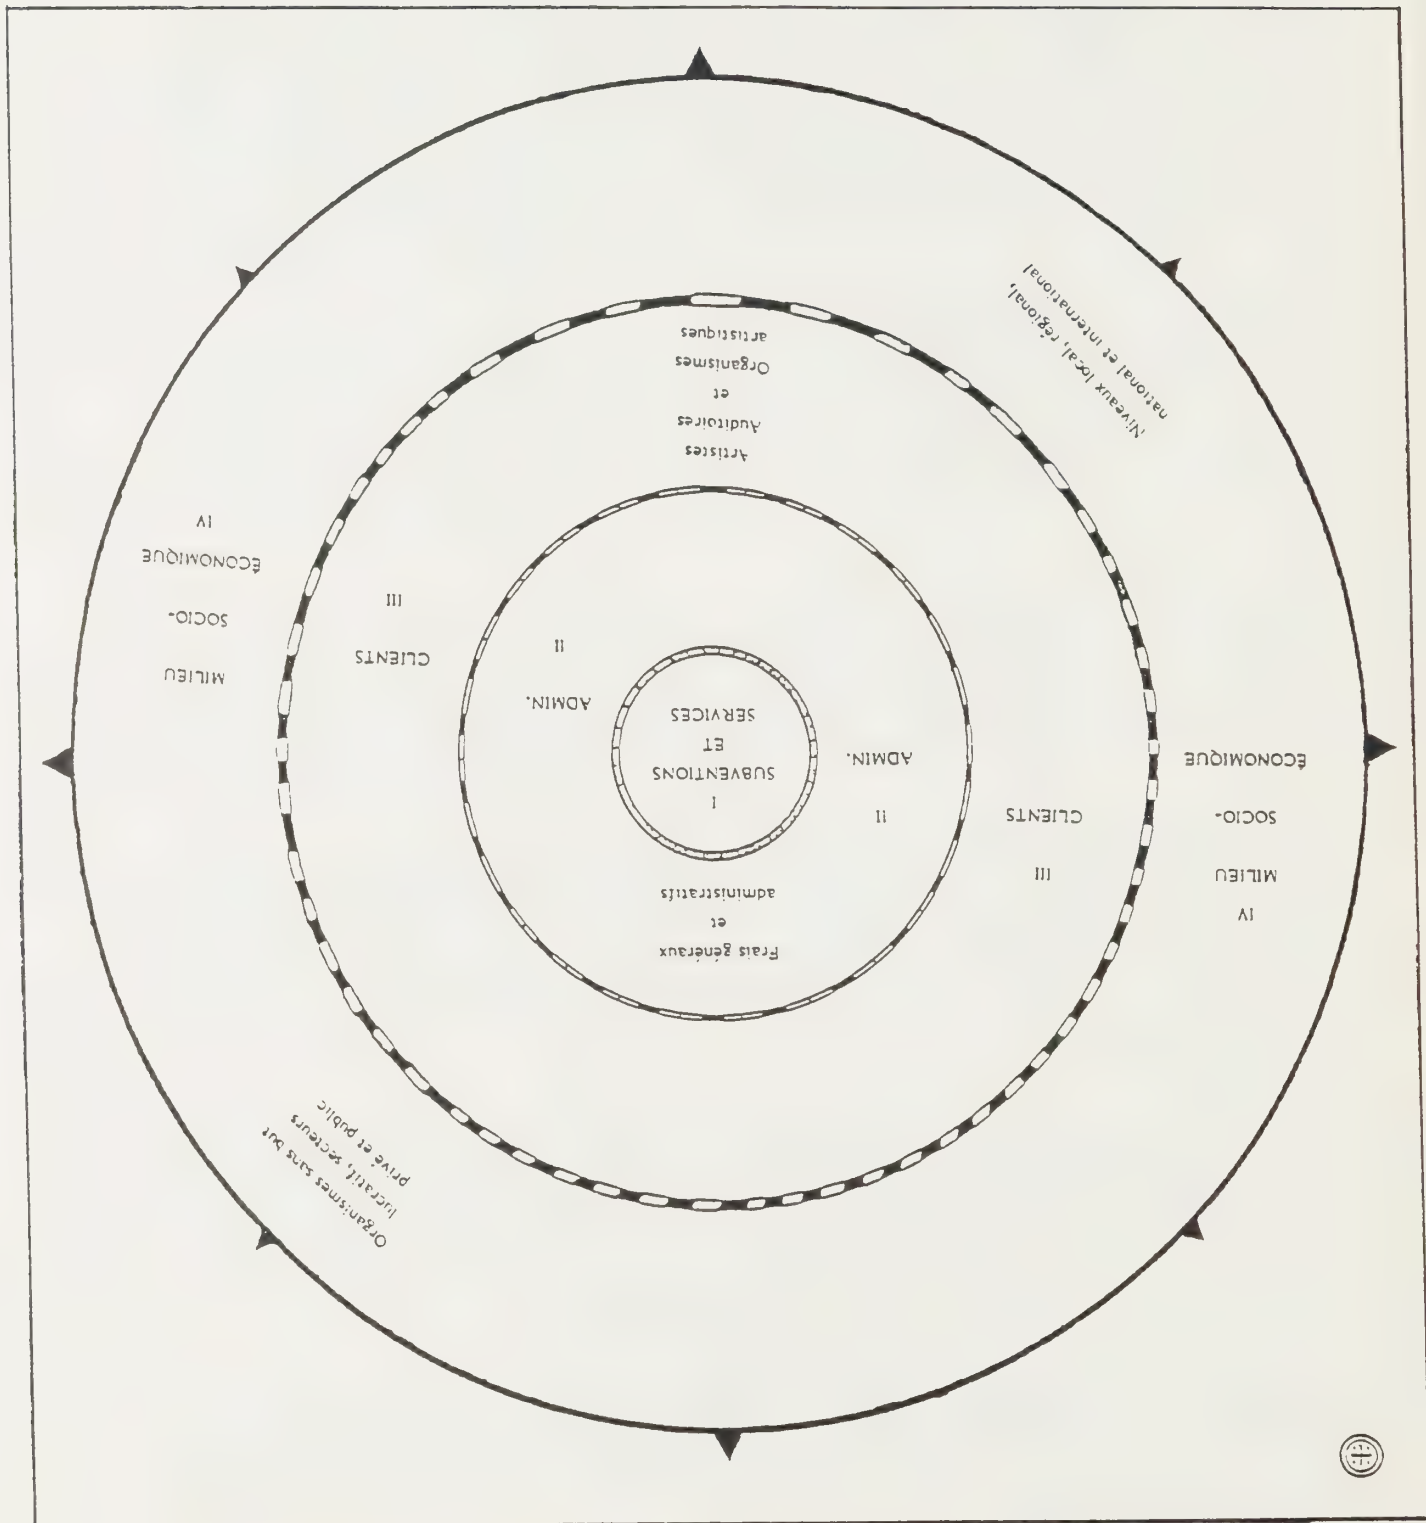 Organismes sans but
lucratif, secteurs
privé et public
Frais généraux
et
administratifs
IV
MILIEU
SOCIO-
ÉCONOMIQUE
III
CLIENTS
II
ADMIN.
I
SUBVENTIONS
ET
SERVICES
ADMIN.
II
CLIENTS
III
MILIEU
SOCIO-
ÉCONOMIQUE
IV
Artistes
Auditoires
et
Organismes
artistiques
Niveaux local, régional,
national et international